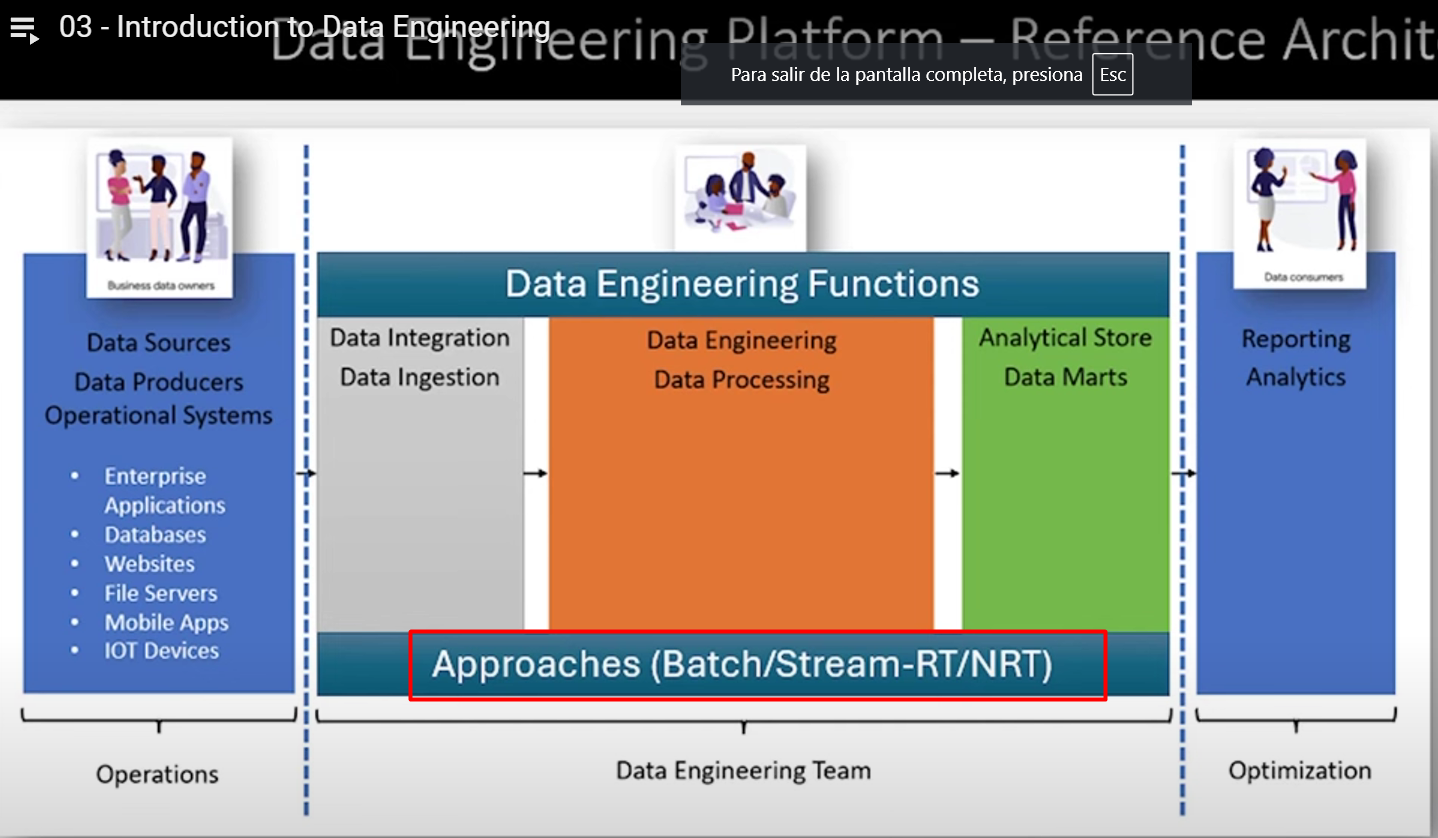 03 - Introduction to Data Engineering
Data Engineering Platform – Reference Archit
Para salir de la pantalla completa, presiona Esc
Business data owners
Data Sources
Data Producers
Operational Systems
• Enterprise
Applications
• Databases
• Websites
• File Servers
• Mobile Apps
• IOT Devices
Operations
Data Engineering Functions
Data Integration
Data Ingestion
Data Engineering
Data Processing
Analytical Store
Data Marts
Approaches (Batch/Stream-RT/NRT)
Data Engineering Team
Data consumers
Reporting
Analytics
Optimization